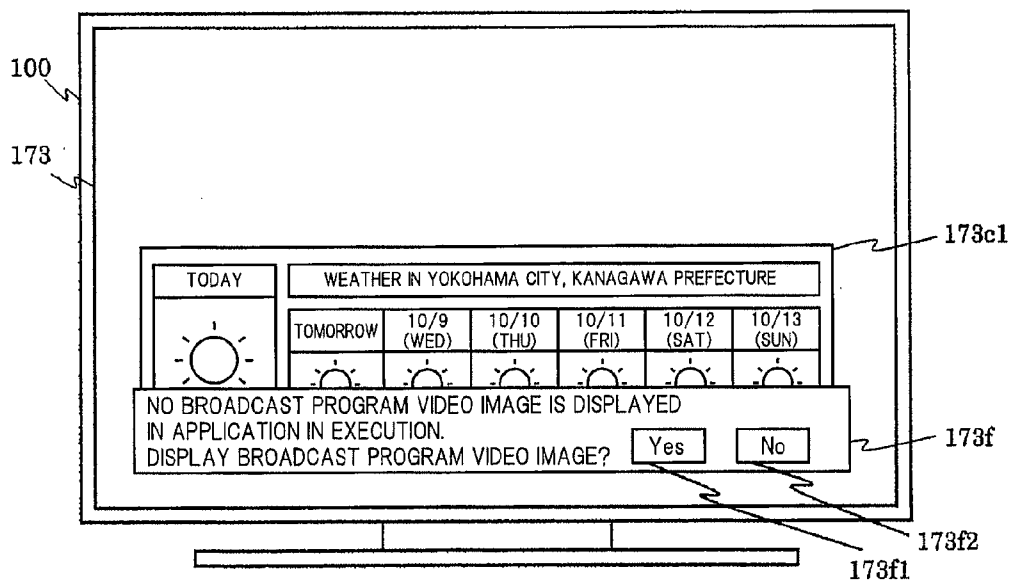 100
173
173c1
TODAY
WEATHER IN YOKOHAMA CITY, KANAGAWA PREFECTURE
TOMORROW
10/9
(WED)
10/10
(THU)
10/11
(FRI)
10/12
(SAT)
10/13
(SUN)
NO BROADCAST PROGRAM VIDEO IMAGE IS DISPLAYED
IN APPLICATION IN EXECUTION.
DISPLAY BROADCAST PROGRAM VIDEO IMAGE?
Yes
No
173f
173f2
173f1